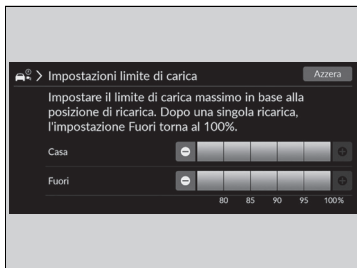 Impostazioni limite di carica
Azzera
Impostare il limite di carica massimo in base alla
posizione di ricarica. Dopo una singola ricarica,
l'impostazione Fuori torna al 100%.
Casa
Fuori
80 85 90 95 100%